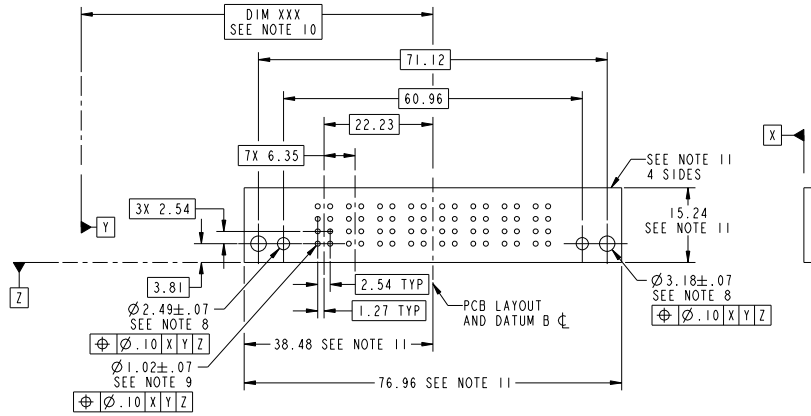 DIM XXX
SEE NOTE 10
71.12
60.96
22.23
7X 6.35
X
SEE NOTE 11
4 SIDES
3X 2.54
15.24
SEE NOTE 11
Y
Z
3.81
2.54 TYP
Ø3.18±.07
SEE NOTE 8
⌖ Ø.10 X Y Z
Ø2.49±.07
SEE NOTE 8
⌖ Ø.10 X Y Z
1.27 TYP
PCB LAYOUT
AND DATUM B ℄
38.48 SEE NOTE 11
Ø1.02±.07
SEE NOTE 9
⌖ Ø.10 X Y Z
76.96 SEE NOTE 11